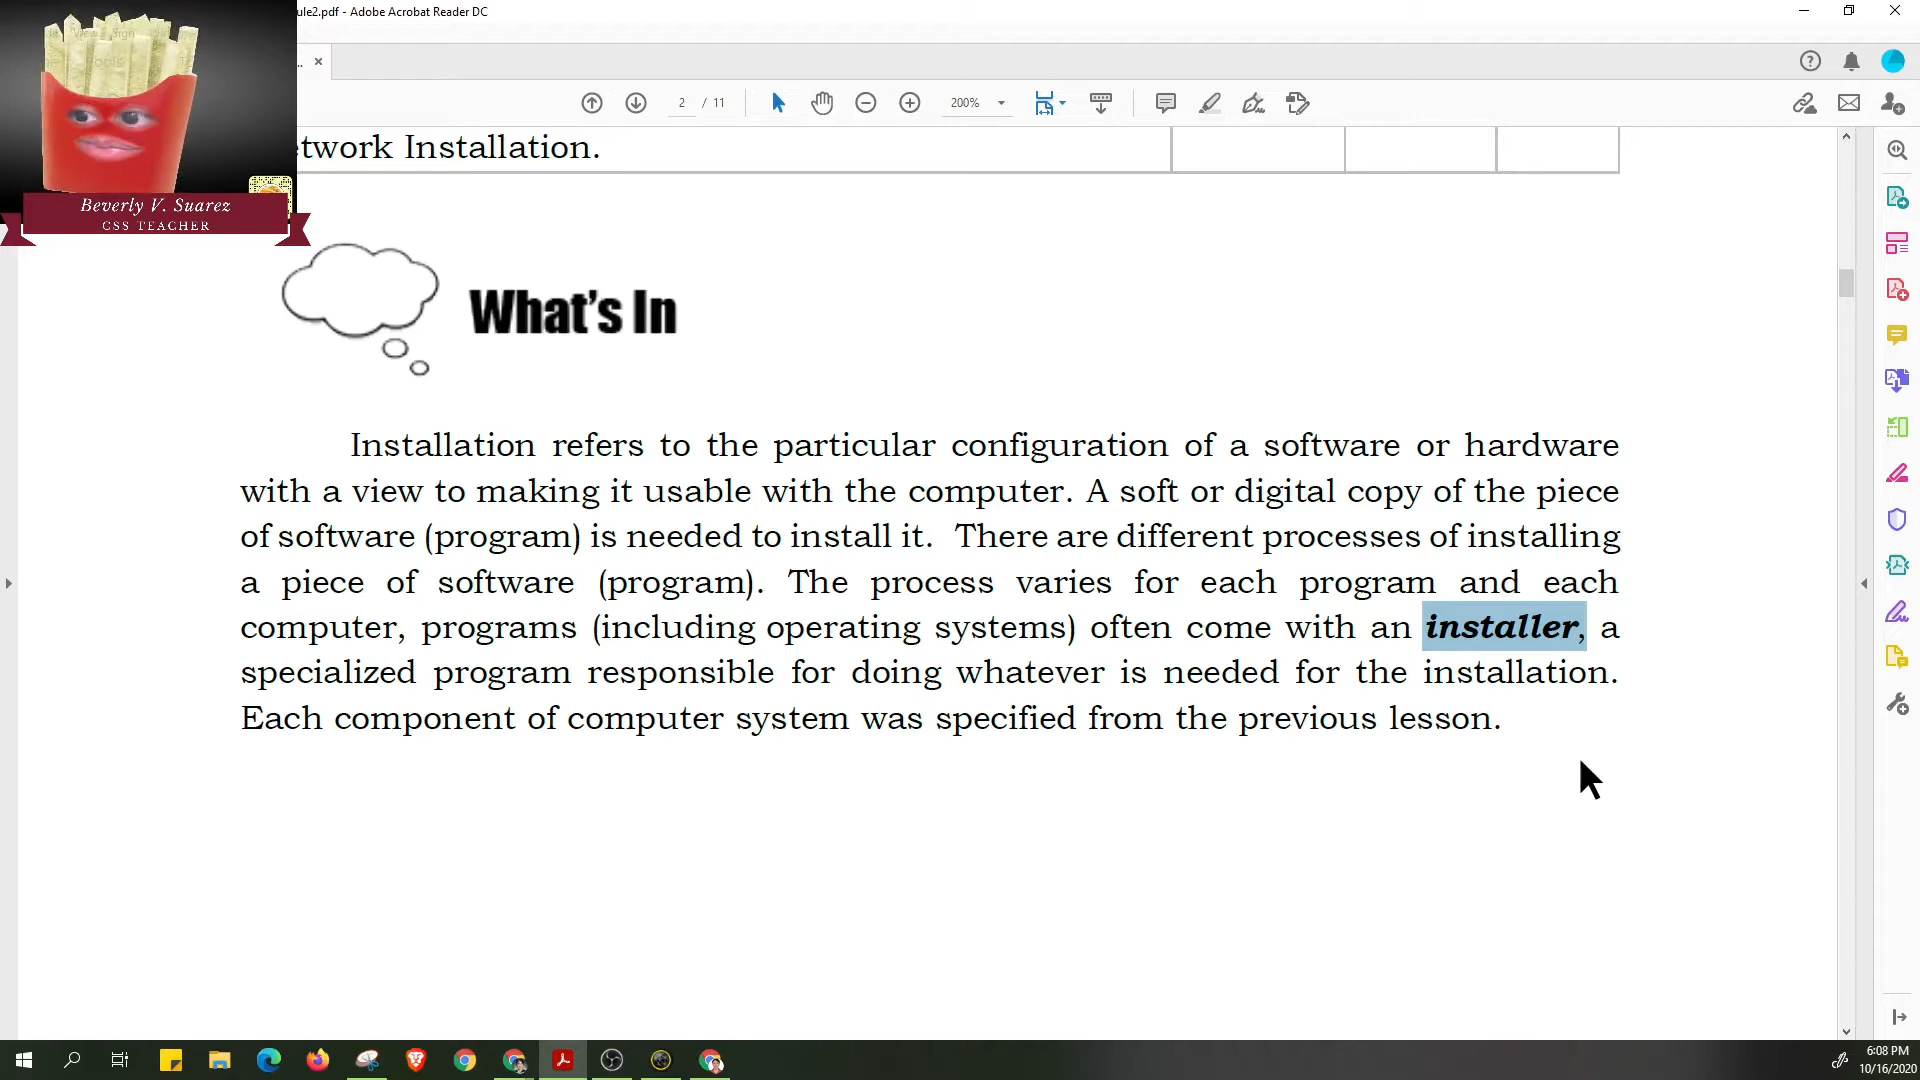 ule2.pdf - Adobe Acrobat Reader DC
2 / 11
200%
etwork Installation.
Beverly V. Suarez
CSS TEACHER
What's In
Installation refers to the particular configuration of a software or hardware
with a view to making it usable with the computer. A soft or digital copy of the piece
of software (program) is needed to install it. There are different processes of installing
a piece of software (program). The process varies for each program and each
computer, programs (including operating systems) often come with an installer, a
specialized program responsible for doing whatever is needed for the installation.
Each component of computer system was specified from the previous lesson.
6:08 PM
10/16/2020